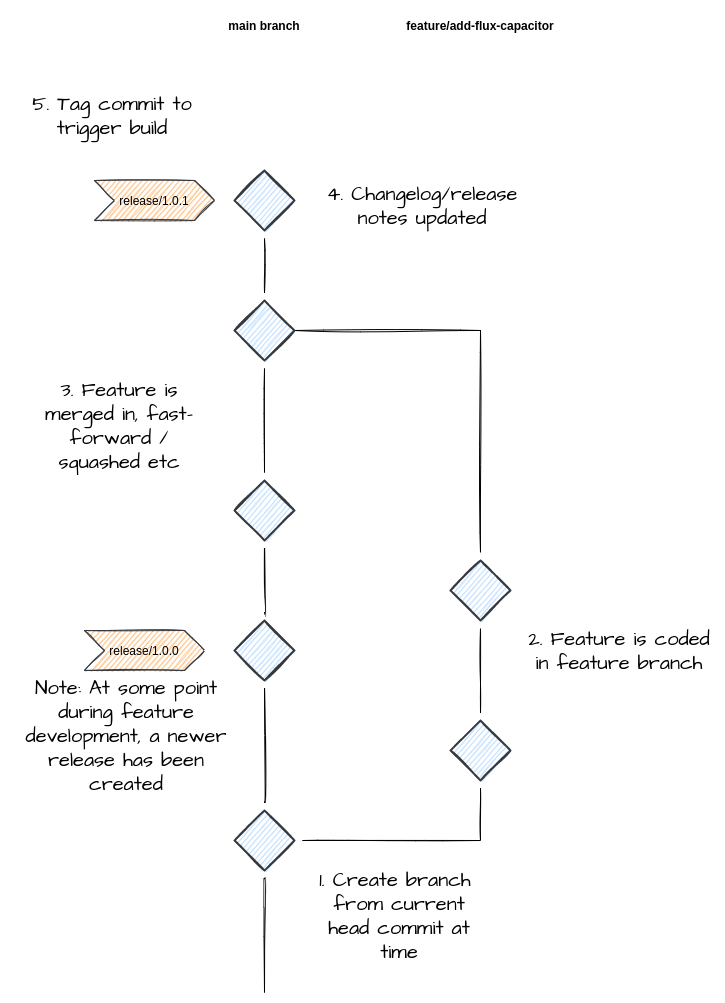 main branch
feature/add-flux-capacitor
5. Tag commit to
trigger build
release/1.0.1
4. Changelog/release
notes updated
3. Feature is
merged in, fast-
forward /
squashed etc
2. Feature is coded
in feature branch
release/1.0.0
Note: At some point
during feature
development, a newer
release has been
created
1. Create branch
from current
head commit at
time